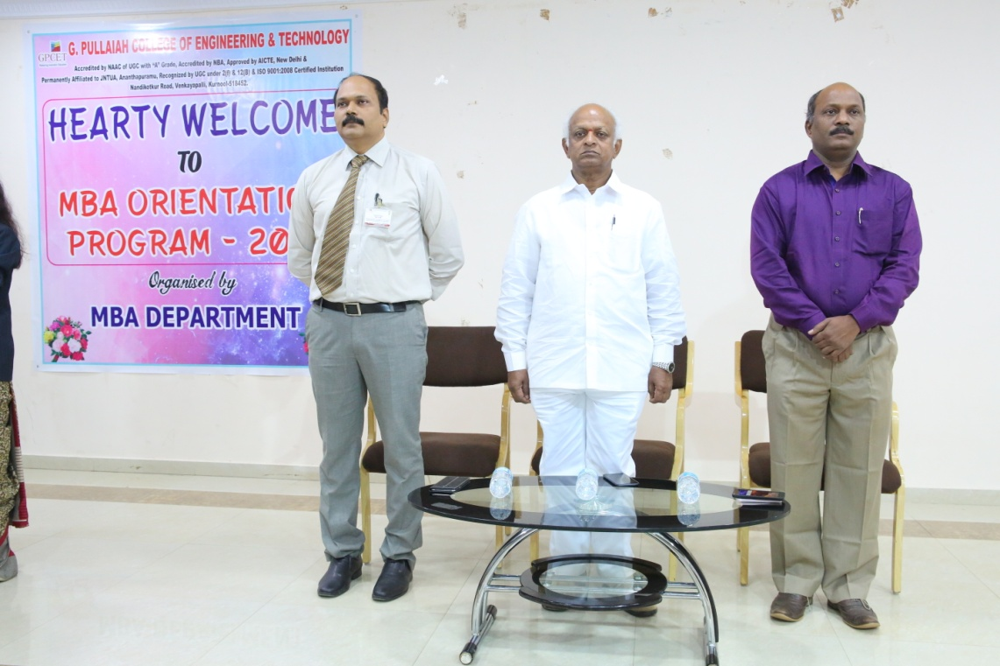 GPCET
G. PULLAIAH COLLEGE OF ENGINEERING & TECHNOLOGY
Accredited by NAAC of UGC with "A" Grade, Accredited by NBA, Approved by AICTE, New Delhi &
Permanently Affiliated to JNTUA, Ananthapuramu, Recognized by UGC under 2(f) & 12(B) & ISO 9001:2008 Certified Institution
Nandikotkur Road, Venkayapalli, Kurnool-518452.
HEARTY WELCOME
TO
MBA ORIENTATIO
PROGRAM - 20
Organised by
MBA DEPARTMENT